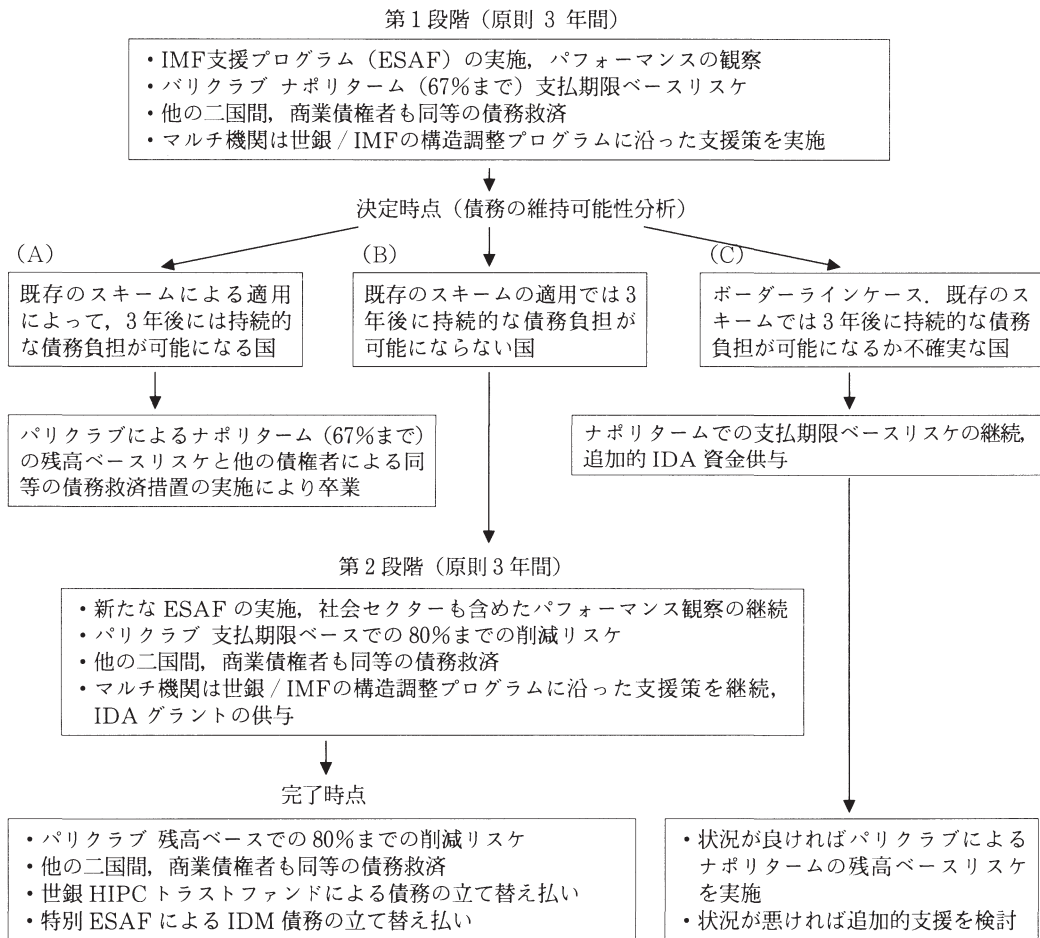 第1段階（原則 3 年間）
・IMF支援プログラム（ESAF）の実施，パフォーマンスの観察
・バリクラブ ナポリターム（67％まで）支払期限ベースリスケ
・他の二国間，商業債権者も同等の債務救済
・マルチ機関は世銀 / IMFの構造調整プログラムに沿った支援策を実施
決定時点（債務の維持可能性分析）
（A）
既存のスキームによる適用
によって，3 年後には持続的
な債務負担が可能になる国
パリクラブによるナポリターム（67％まで）
の残高ベースリスケと他の債権者による同
等の債務救済措置の実施により卒業
（B）
既存のスキームの適用では 3
年後に持続的な債務負担が
可能にならない国
（C）
ボーダーラインケース．既存のス
キームでは 3 年後に持続的な債務
負担が可能になるか不確実な国
ナポリタームでの支払期限ベースリスケの継続，
追加的 IDA 資金供与
第 2 段階（原則 3 年間）
・新たな ESAF の実施，社会セクターも含めたパフォーマンス観察の継続
・パリクラブ 支払期限ベースでの 80％までの削減リスケ
・他の二国間，商業債権者も同等の債務救済
・マルチ機関は世銀 / IMFの構造調整プログラムに沿った支援策を継続，
IDA グラントの供与
完了時点
・パリクラブ 残高ベースでの 80％までの削減リスケ
・他の二国間，商業債権者も同等の債務救済
・世銀 HIPC トラストファンドによる債務の立て替え払い
・特別 ESAF による IDM 債務の立て替え払い
・状況が良ければパリクラブによる
ナポリタームの残高ベースリスケ
を実施
・状況が悪ければ追加的支援を検討